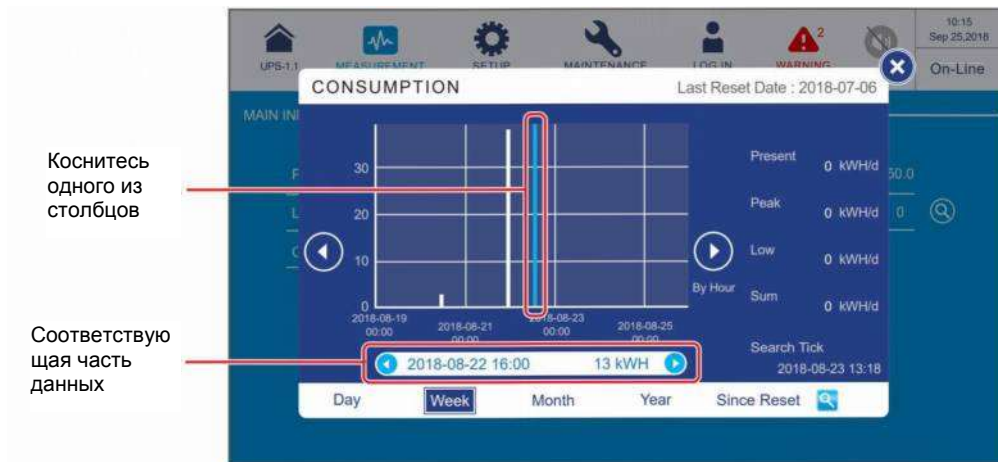 10:15
Sep 25,2018
UPS-1.1
MEASUREMENT
SETUP
MAINTENANCE
LOG IN
WARNING
2
On-Line
CONSUMPTION
Last Reset Date : 2018-07-06
MAIN IN
Коснитесь
одного из
столбцов
30
20
10
0
2018-08-19
00:00
2018-08-21
00:00
2018-08-23
00:00
2018-08-25
00:00
By Hour
Present
0 kWH/d
Peak
0 kWH/d
Low
0 kWH/d
Sum
0 kWH/d
Search Tick
2018-08-23 13:18
0
Соответствую
щая часть
данных
2018-08-22 16:00 13 kWH
Day Week Month Year Since Reset